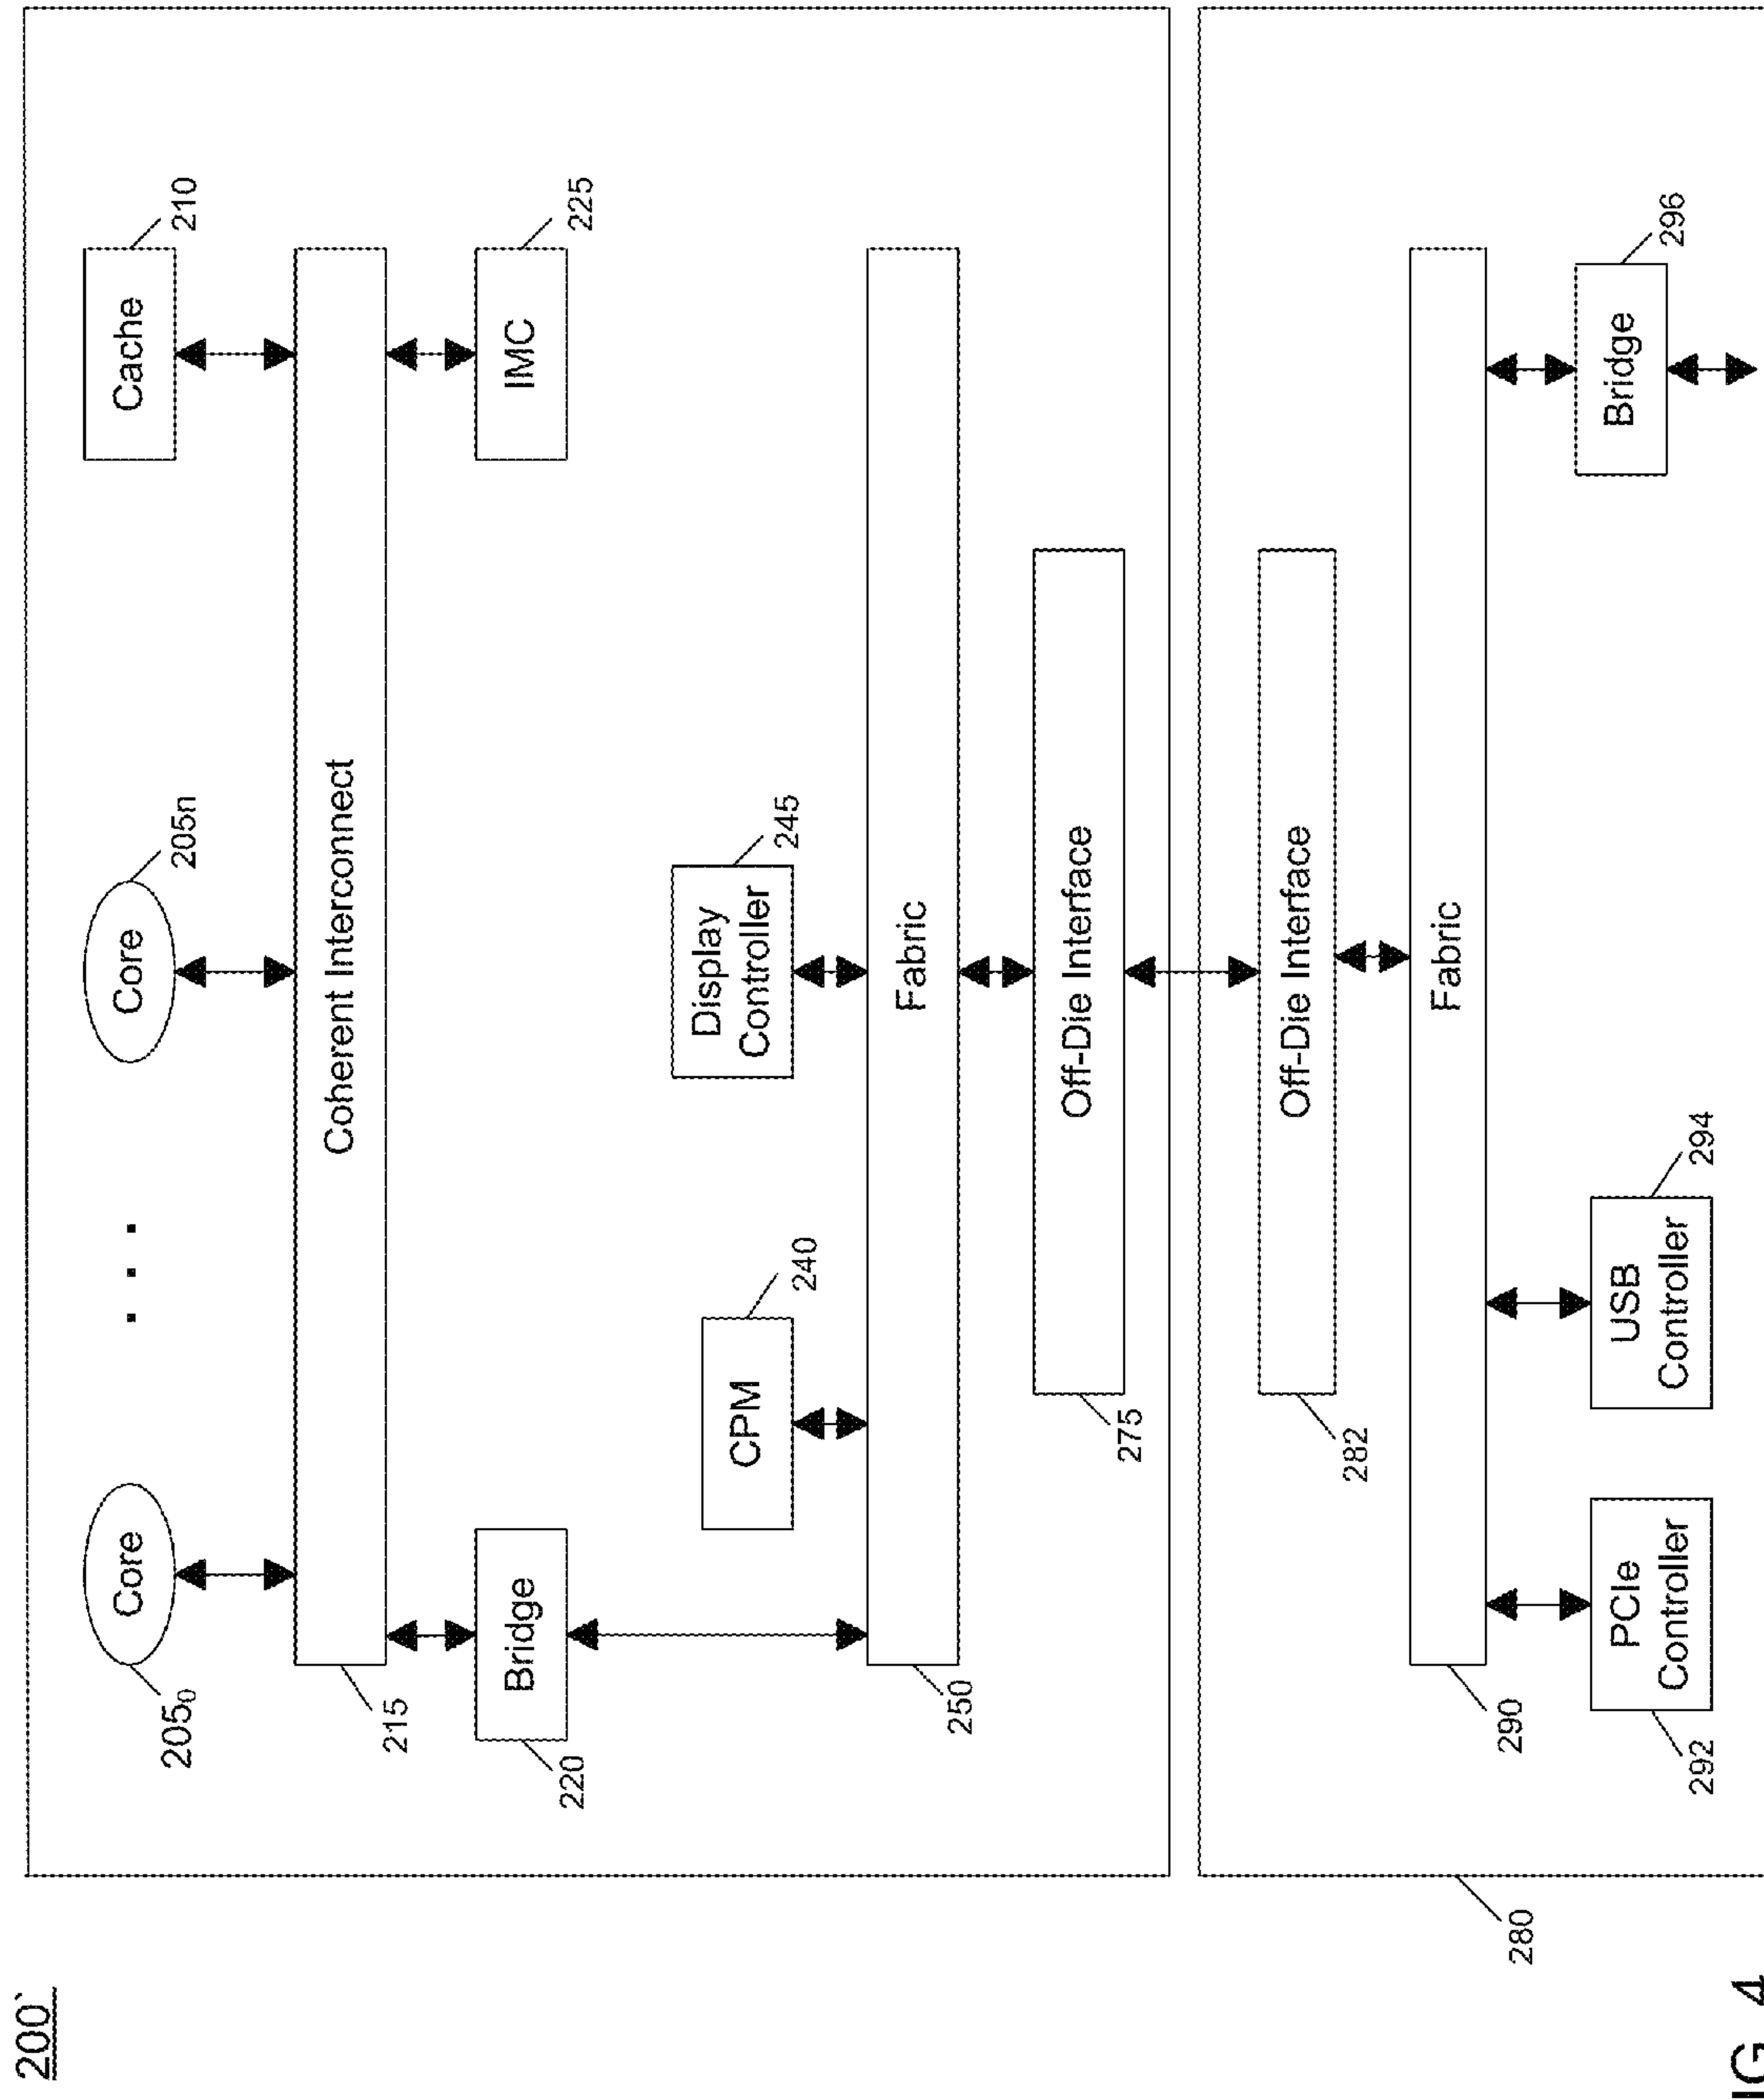 200`
Core
205₀
. . .
Core
205n
Cache
210
Coherent Interconnect
215
Bridge
220
IMC
225
CPM
240
Display
Controller
245
Fabric
250
Off-Die Interface
275
280
Off-Die Interface
282
Fabric
290
PCIe
Controller
292
USB
Controller
294
Bridge
296
IG. 4